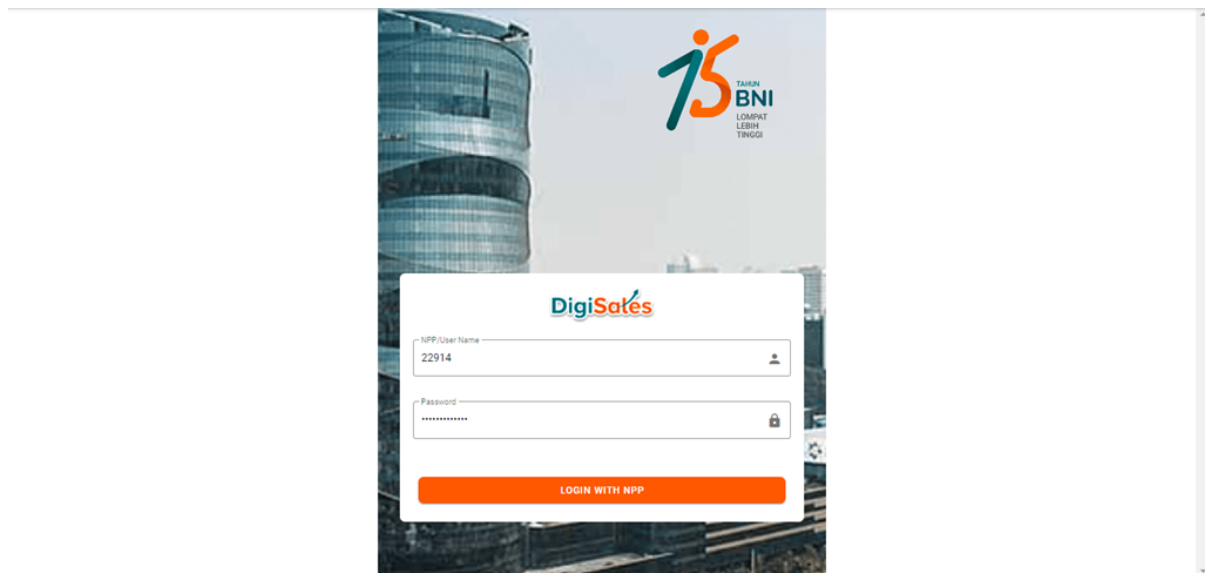 75
TAHUN
BNI
LOMPAT
LEBIH
TINGGI
DigiSales
NPP/User Name
22914
Password
•••••••••••••
LOGIN WITH NPP